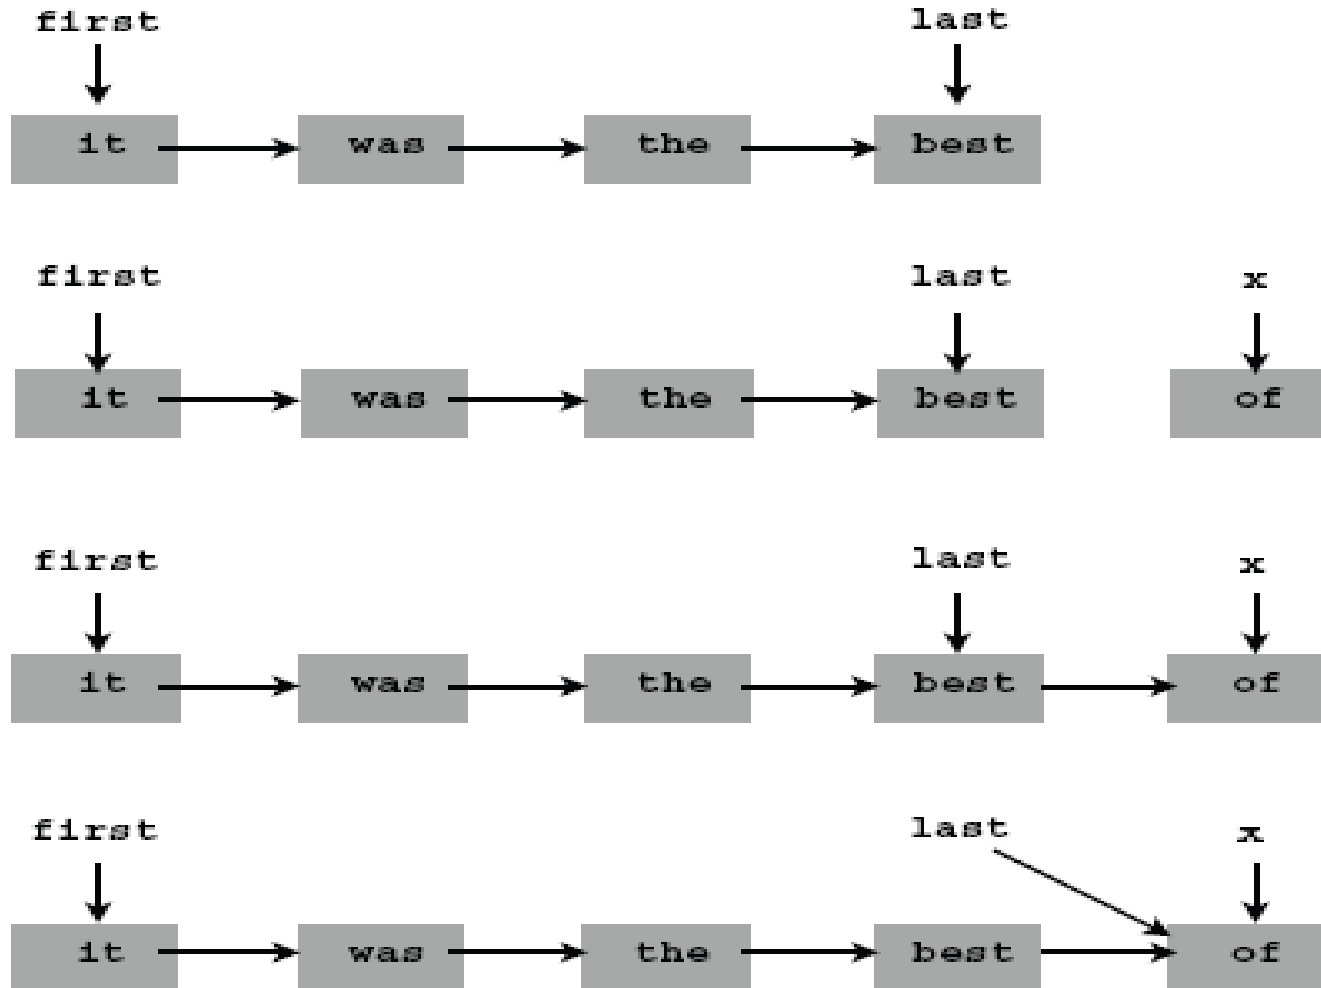 first last
it was the best
first last x
it was the best of
first last x
it was the best of
first last x
it was the best of